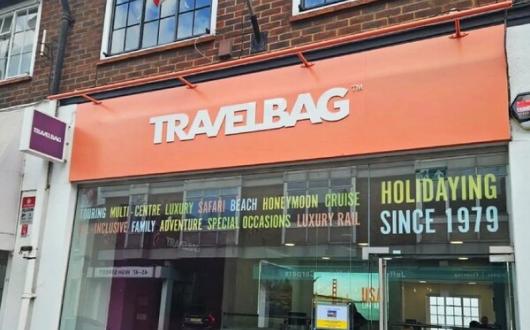 TRAVELBAG™
TRAVELBAG
TOURING MULTI-CENTRE LUXURY SAFARI BEACH HONEYMOON CRUISE
INCLUSIVE FAMILY ADVENTURE SPECIAL OCCASIONS LUXURY RAIL
HOLIDAYING
SINCE 1979
USA